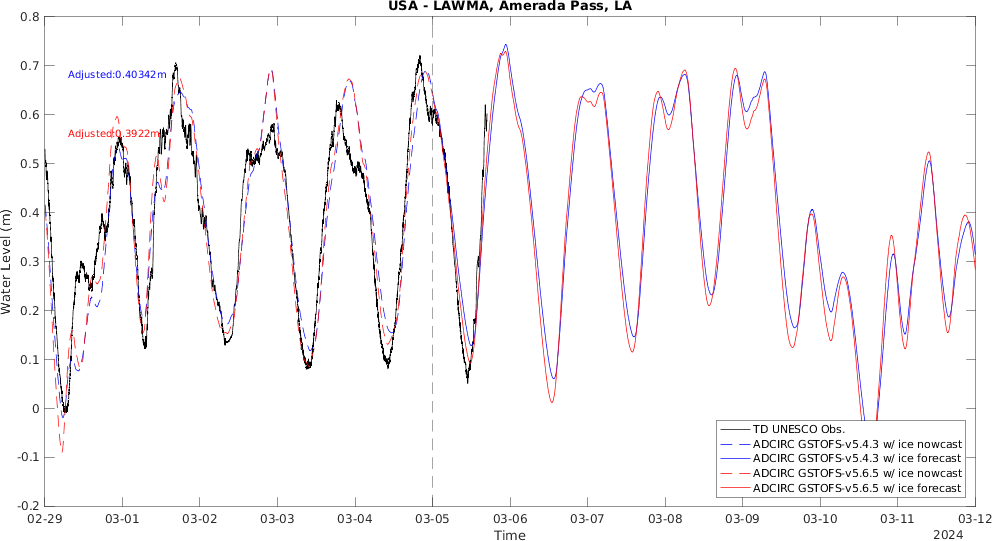 USA - LAWMA, Amerada Pass, LA
0.8
0.7
0.6
0.5
0.4
0.3
0.2
0.1
0
-0.1
-0.2
Water Level (m)
Adjusted:0.40342m
Adjusted:0.3922m
TD UNESCO Obs.
ADCIRC GSTOFS-v5.4.3 w/ ice nowcast
ADCIRC GSTOFS-v5.4.3 w/ ice forecast
ADCIRC GSTOFS-v5.6.5 w/ ice nowcast
ADCIRC GSTOFS-v5.6.5 w/ ice forecast
02-29 03-01 03-02 03-03 03-04 03-05 03-06 03-07 03-08 03-09 03-10 03-11 03-12
Time
2024